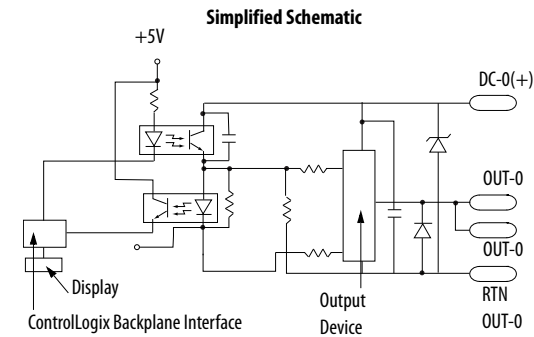 Simplified Schematic
+5V
DC-0(+)
OUT-0
OUT-0
RTN
OUT-0
Display
Output
Device
ControlLogix Backplane Interface